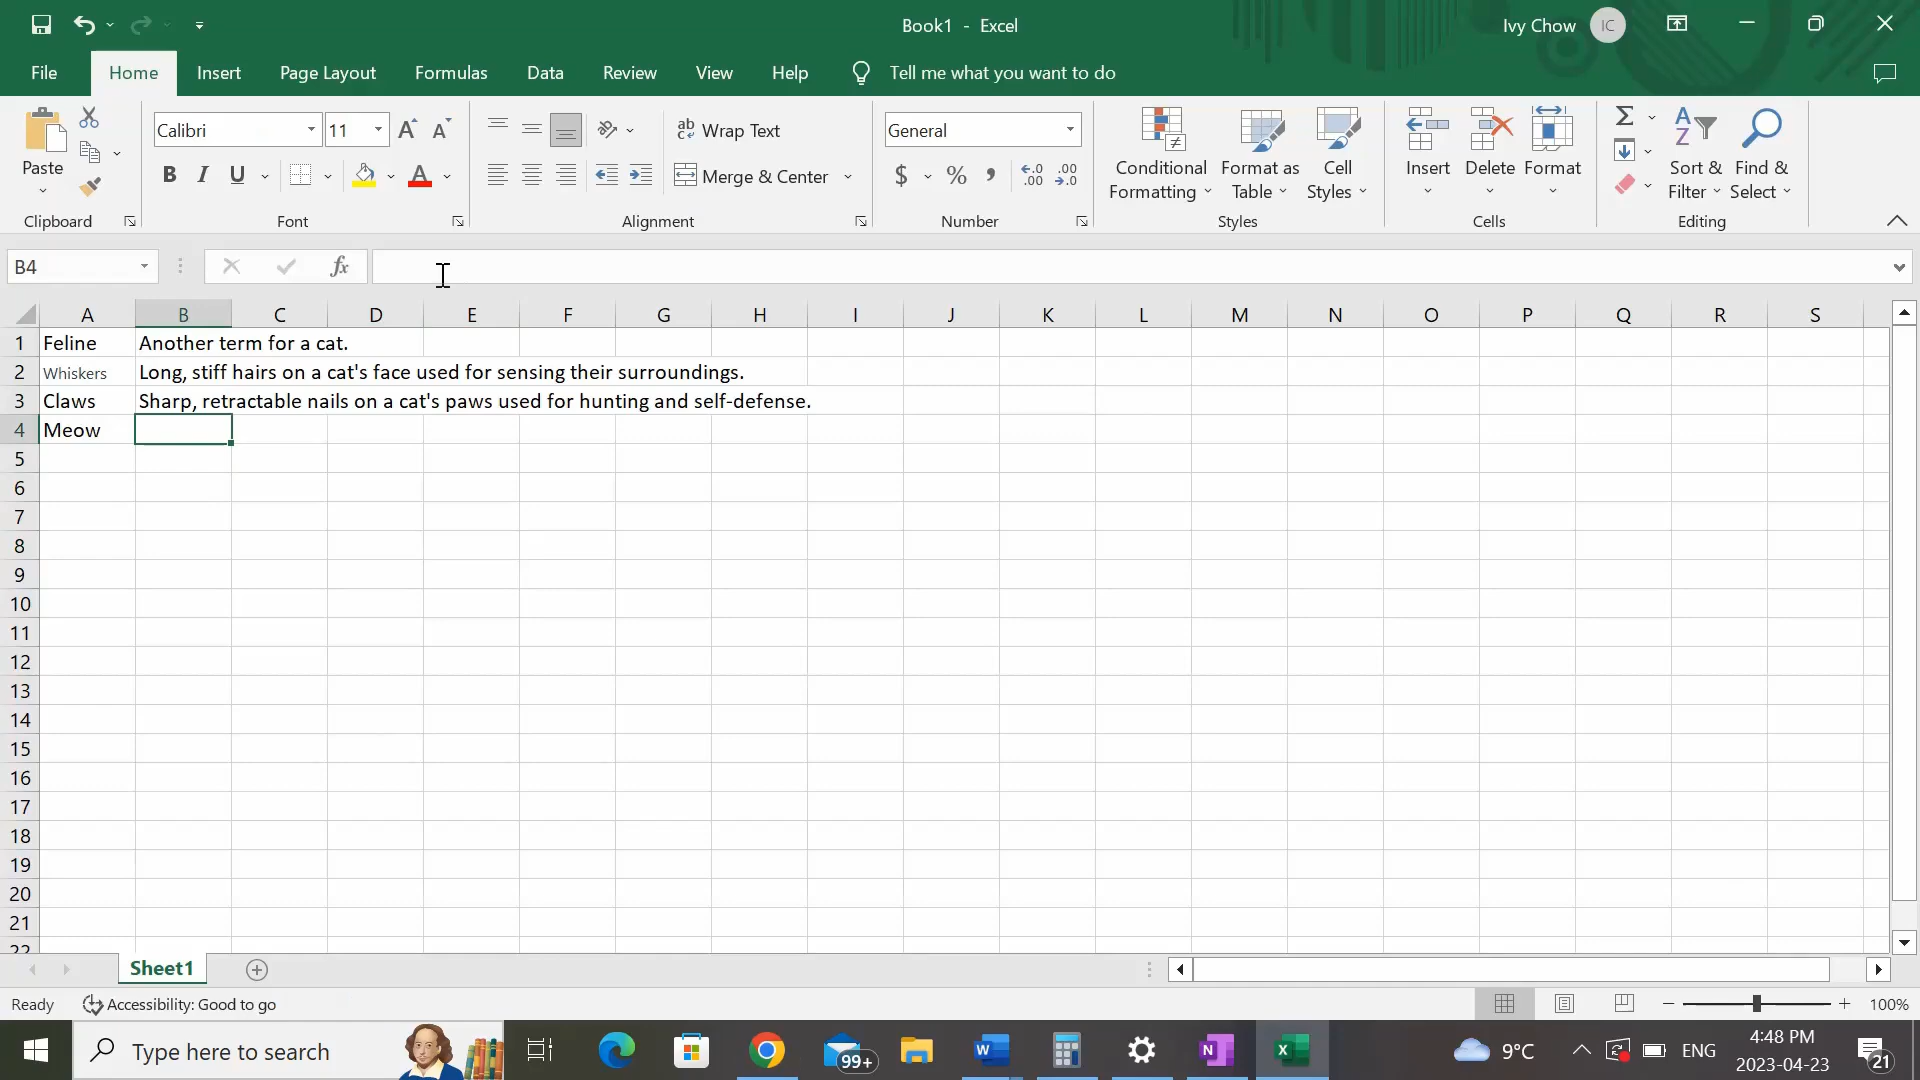 Book1 - Excel
Ivy Chow IC
File Home Insert Page Layout Formulas Data Review View Help Tell me what you want to do
Paste
Clipboard
Calibri 11
B I U A
Font
Wrap Text
Merge & Center
Alignment
General
$ % , .0 .00 .00 .0
Number
Conditional Formatting
Format as Table
Cell Styles
Styles
Insert
Delete
Format
Cells
Sort & Filter
Find & Select
Editing
B4 fx
A B C D E F G H I J K L M N O P Q R S
1 Feline Another term for a cat.
2 Whiskers Long, stiff hairs on a cat's face used for sensing their surroundings.
3 Claws Sharp, retractable nails on a cat's paws used for hunting and self-defense.
4 Meow
5
6
7
8
9
10
11
12
13
14
15
16
17
18
19
20
21
22
Sheet1
Ready Accessibility: Good to go 100%
Type here to search 99+ 9°C ENG 4:48 PM
2023-04-23 21